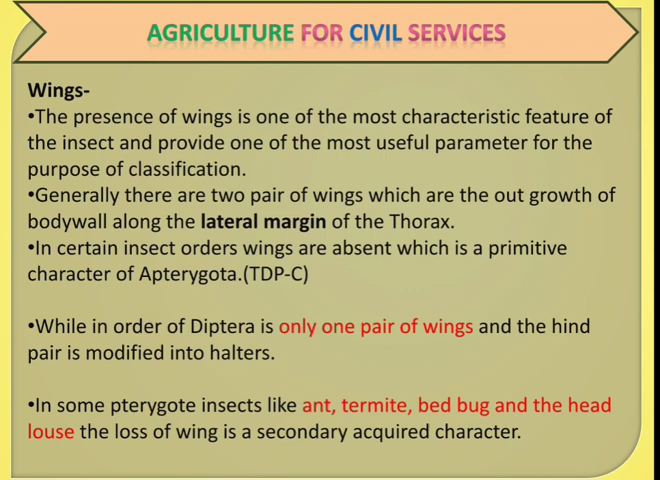 AGRICULTURE FOR CIVIL SERVICES
Wings-
•The presence of wings is one of the most characteristic feature of
the insect and provide one of the most useful parameter for the
purpose of classification.
•Generally there are two pair of wings which are the out growth of
bodywall along the lateral margin of the Thorax.
•In certain insect orders wings are absent which is a primitive
character of Apterygota.(TDP-C)
•While in order of Diptera is only one pair of wings and the hind
pair is modified into halters.
•In some pterygote insects like ant, termite, bed bug and the head
louse the loss of wing is a secondary acquired character.